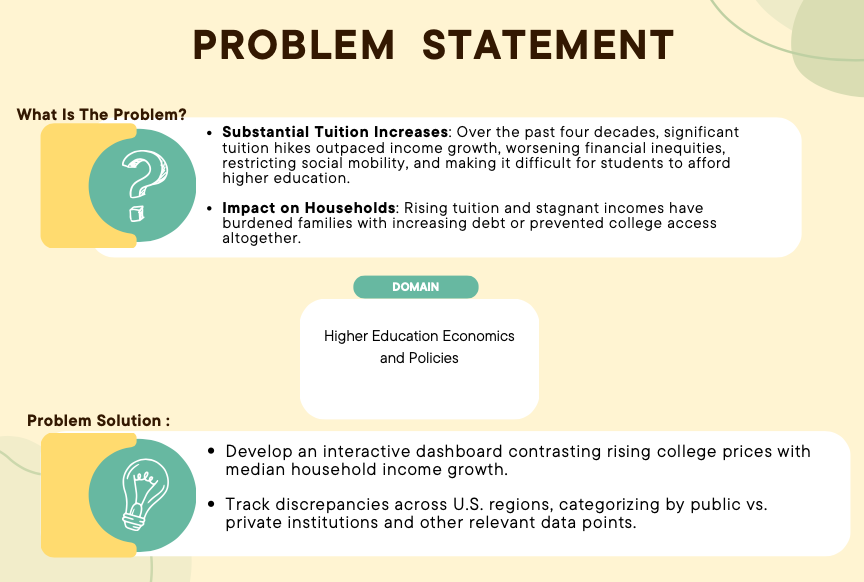 PROBLEM STATEMENT
What Is The Problem?
• Substantial Tuition Increases: Over the past four decades, significant
tuition hikes outpaced income growth, worsening financial inequities,
restricting social mobility, and making it difficult for students to afford
higher education.
• Impact on Households: Rising tuition and stagnant incomes have
burdened families with increasing debt or prevented college access
altogether.
DOMAIN
Higher Education Economics
and Policies
Problem Solution :
• Develop an interactive dashboard contrasting rising college prices with
median household income growth.
• Track discrepancies across U.S. regions, categorizing by public vs.
private institutions and other relevant data points.